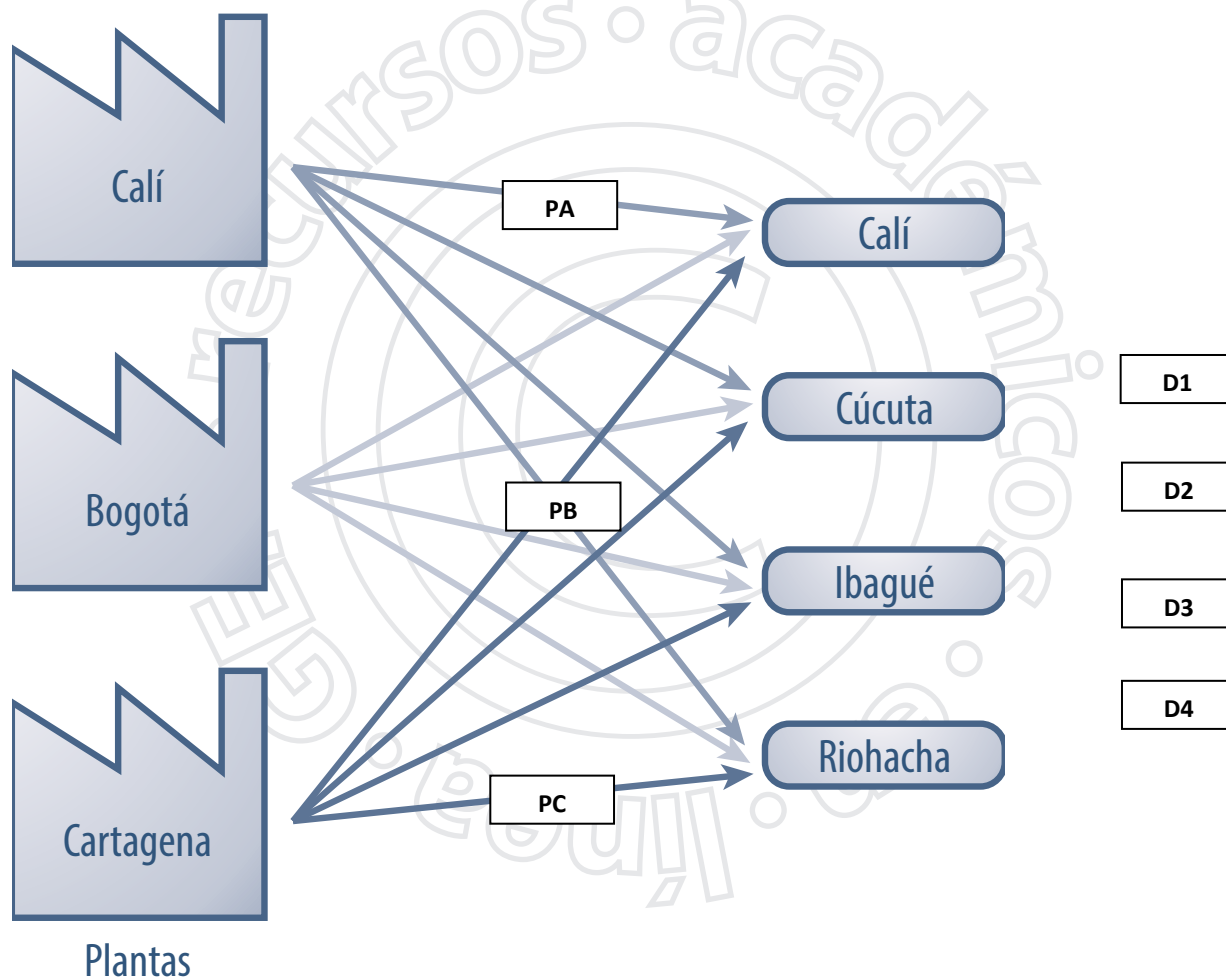 Calí
PA
Calí
Cúcuta
D1
Bogotá
PB
D2
Ibagué
D3
D4
Riohacha
PC
Cartagena
Plantas
recursos · académicos · en · línea · GEC